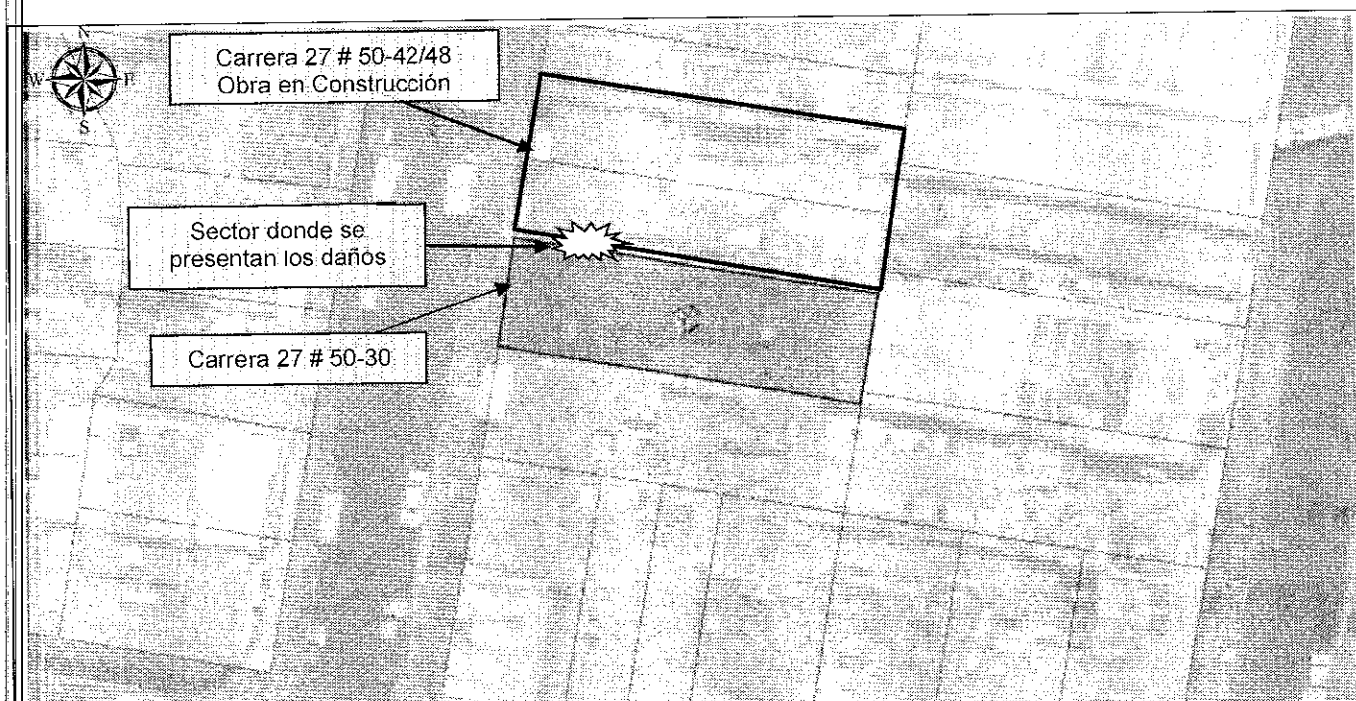 N
W
E
S
Carrera 27 # 50-42/48
Obra en Construcción
Sector donde se
presentan los daños
Carrera 27 # 50-30